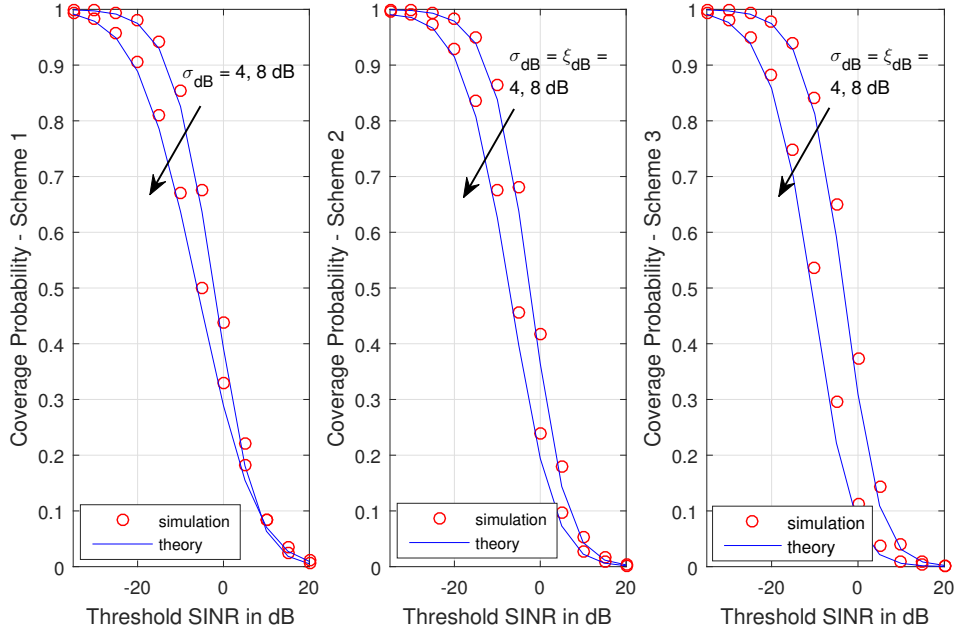 Coverage Probability - Scheme 1
1
0.9
0.8
0.7
0.6
0.5
0.4
0.3
0.2
0.1
0
σdB = 4, 8 dB
simulation
theory
-20
0
20
Threshold SINR in dB
Coverage Probability - Scheme 2
1
0.9
0.8
0.7
0.6
0.5
0.4
0.3
0.2
0.1
0
σdB = ξdB =
4, 8 dB
simulation
theory
-20
0
20
Threshold SINR in dB
Coverage Probability - Scheme 3
1
0.9
0.8
0.7
0.6
0.5
0.4
0.3
0.2
0.1
0
σdB = ξdB =
4, 8 dB
simulation
theory
-20
0
20
Threshold SINR in dB